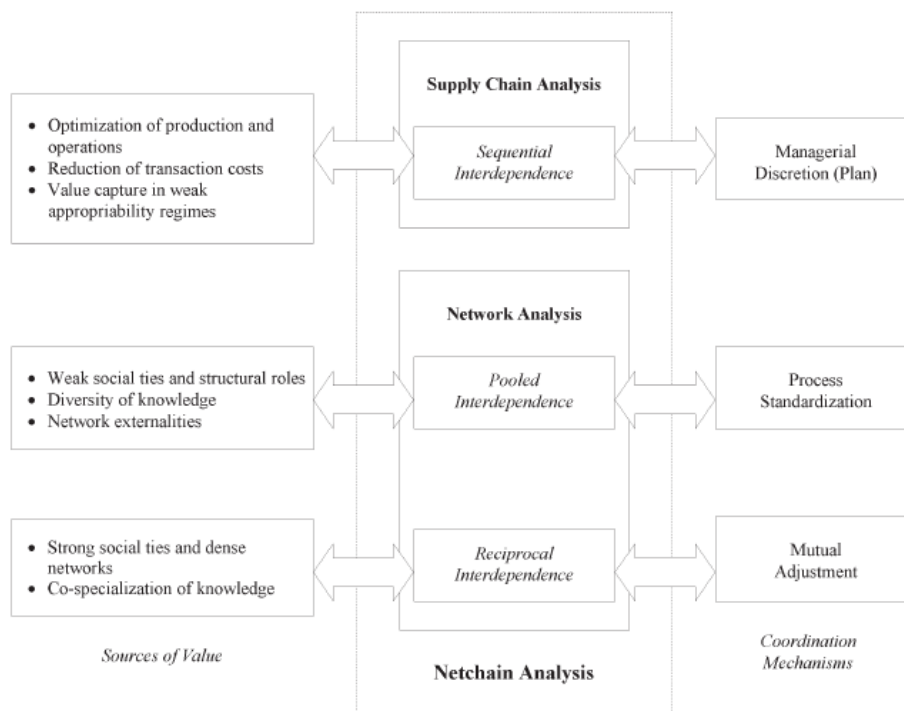 Supply Chain Analysis
• Optimization of production and
operations
• Reduction of transaction costs
• Value capture in weak
appropriability regimes
Sequential
Interdependence
Managerial
Discretion (Plan)
Network Analysis
• Weak social ties and structural roles
• Diversity of knowledge
• Network externalities
Pooled
Interdependence
Process
Standardization
• Strong social ties and dense
networks
• Co-specialization of knowledge
Reciprocal
Interdependence
Mutual
Adjustment
Sources of Value
Netchain Analysis
Coordination
Mechanisms